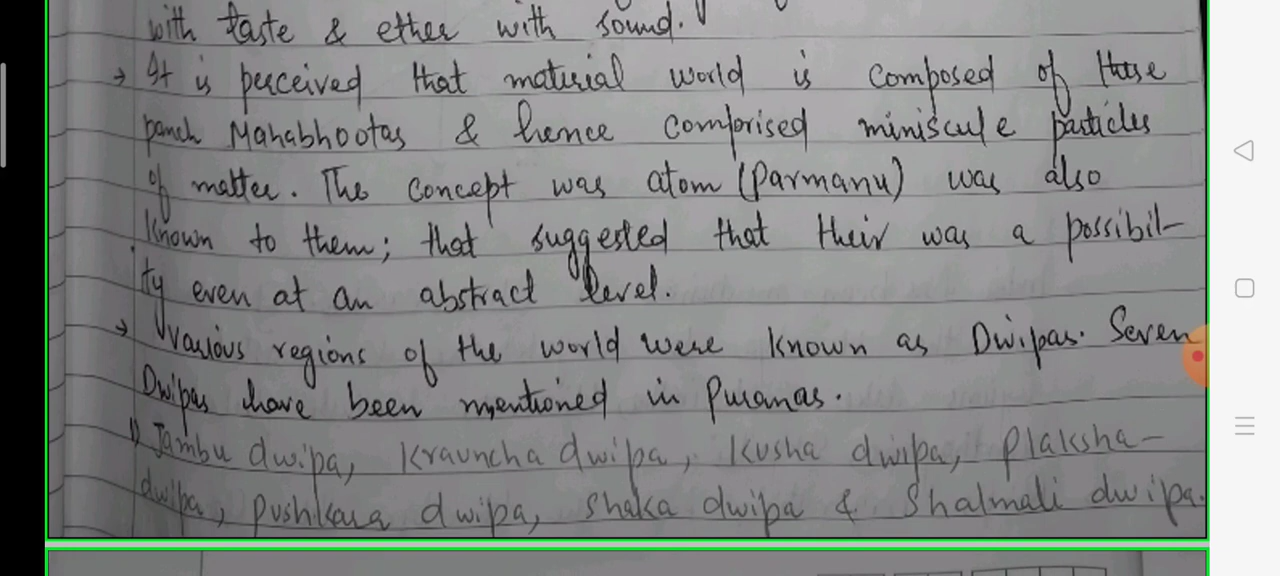 with taste & ether with sound.
→ It is perceived that material world is composed of these
panch Mahabhootas & hence comprised miniscule particles
of matter. The concept was atom (Parmanu) was also
known to them; that suggested that their was a possibil-
ity even at an abstract level.
→ Various regions of the world were known as Dwipas. Seven
Dwipas have been mentioned in Puranas.
1) Jambu dwipa, Krauncha dwipa, Kusha dwipa, Plaksha-
dwipa, Pushkara dwipa, Shaka dwipa & Shalmali dwipa.